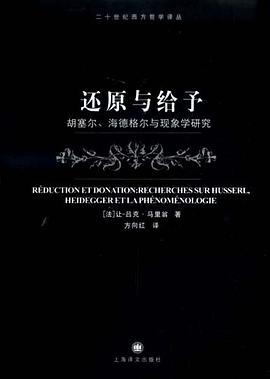 二十世纪西方哲学译丛
还原与给予
胡塞尔、海德格尔与现象学研究
RÉDUCTION ET DONATION:RECHERCHES SUR HUSSERL,
HEIDEGGER ET LA PHÉNOMÉNOLOGIE
[法]让-吕克·马里翁 著
方向红 译
上海译文出版社